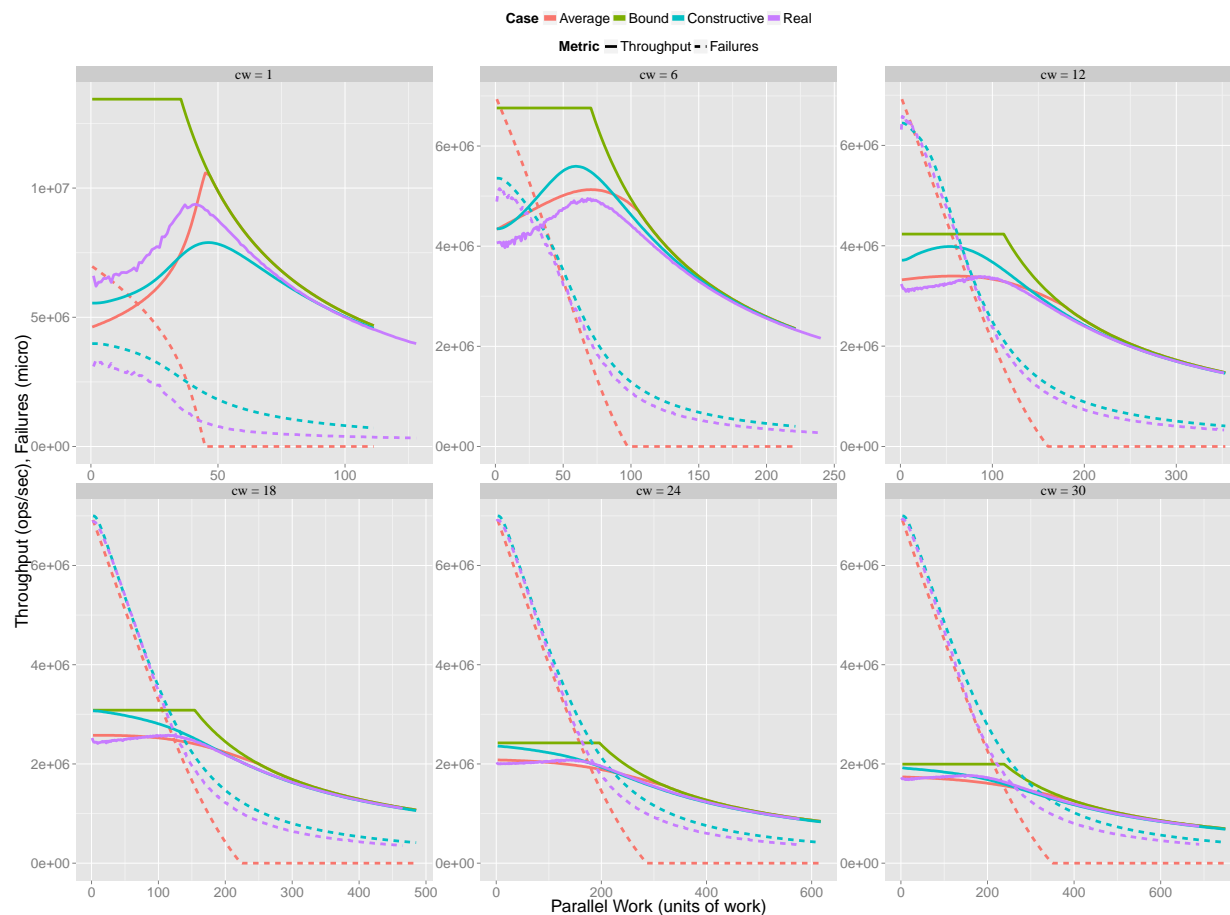 Case Average Bound Constructive Real
Metric Throughput Failures
cw = 1
cw = 6
cw = 12
1e+07
5e+06
0e+00
6e+06
4e+06
2e+06
0e+00
6e+06
4e+06
2e+06
0e+00
0 50 100
0 50 100 150 200 250
0 100 200 300
cw = 18
cw = 24
cw = 30
6e+06
4e+06
2e+06
0e+00
6e+06
4e+06
2e+06
0e+00
6e+06
4e+06
2e+06
0e+00
0 100 200 300 400 500
0 200 400 600
0 200 400 600
Throughput (ops/sec), Failures (micro)
Parallel Work (units of work)